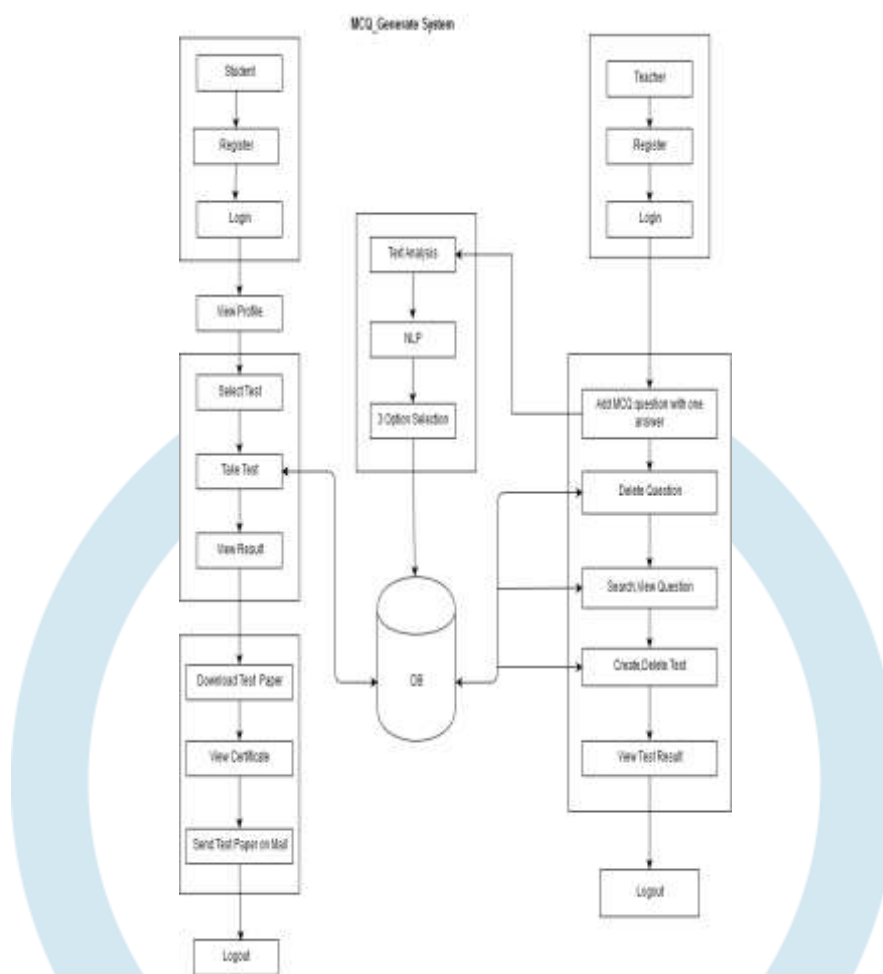 MCQ_Generate System
Student
Register
Login
View Profile
Select Test
Take Test
View Result
Download Test Paper
View Certificate
Send Test Paper on Mail
Logout
Text Analysis
NLP
3 Option Selection
DB
Teacher
Register
Login
Add MCQ question with one
answer
Delete Question
Search,View Question
Create,Delete Test
View Test Result
Logout